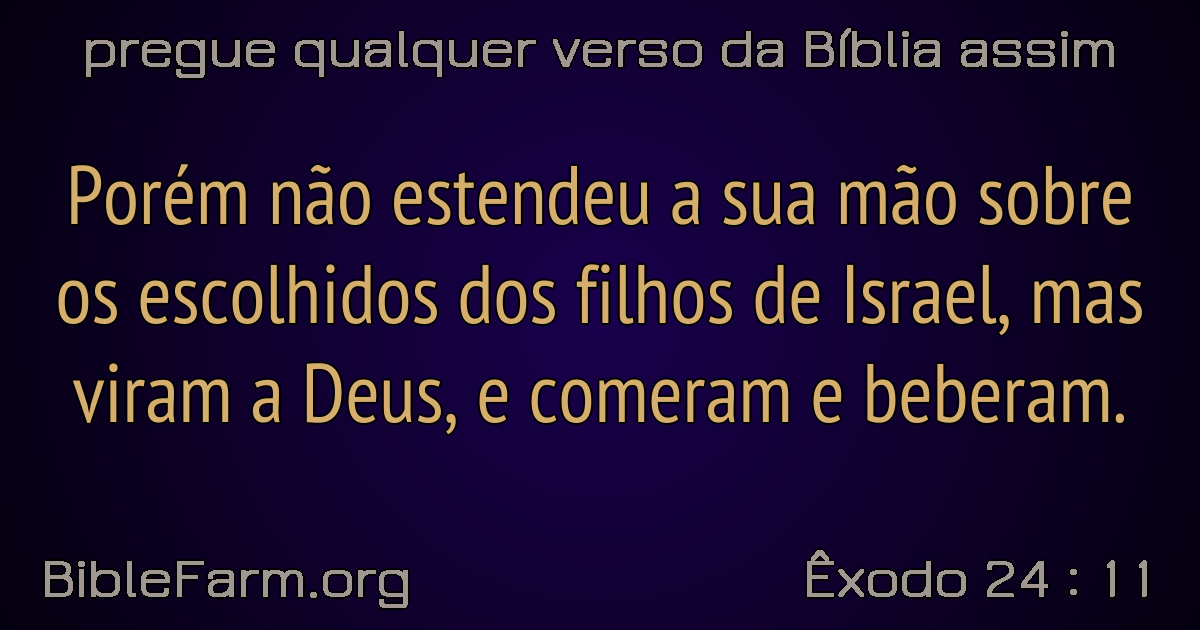 pregue qualquer verso da Bíblia assim
Porém não estendeu a sua mão sobre
os escolhidos dos filhos de Israel, mas
viram a Deus, e comeram e beberam.
BibleFarm.org
Êxodo 24 : 11